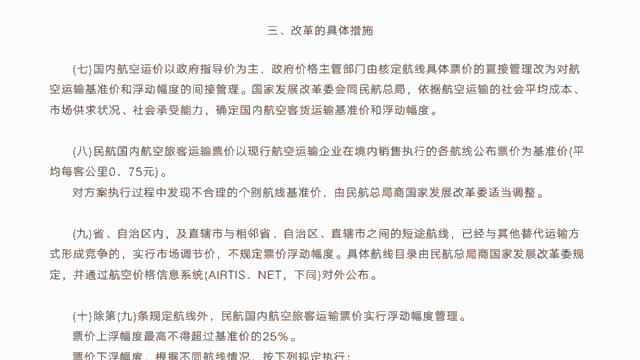 三、改革的具体措施
(七)国内航空运价以政府指导价为主，政府价格主管部门由核定航线具体票价的直接管理改为对航
空运输基准价和浮动幅度的间接管理。国家发展改革委会同民航总局，依据航空运输的社会平均成本、
市场供求状况、社会承受能力，确定国内航空客货运输基准价和浮动幅度。
(八)民航国内航空旅客运输票价以现行航空运输企业在境内销售执行的各航线公布票价为基准价(平
均每客公里0．75元)。
对方案执行过程中发现不合理的个别航线基准价，由民航总局商国家发展改革委适当调整。
(九)省、自治区内，及直辖市与相邻省、自治区、直辖市之间的短途航线，已经与其他替代运输方
式形成竞争的，实行市场调节价，不规定票价浮动幅度。具体航线目录由民航总局商国家发展改革委规
定，并通过航空价格信息系统(AIRTIS．NET，下同)对外公布。
(十)除第(九)条规定航线外，民航国内航空旅客运输票价实行浮动幅度管理。
票价上浮幅度最高不得超过基准价的25%。
票价下浮幅度，根据不同航线情况，按下列规定执行：